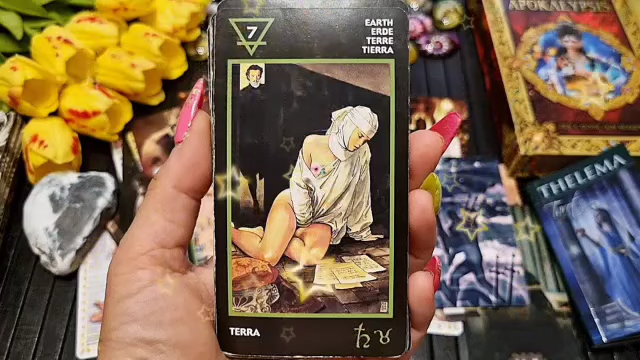 7
EARTH
ERDE
TERRE
TIERRA
APOKALYPSIS
THELEMA
TERRA